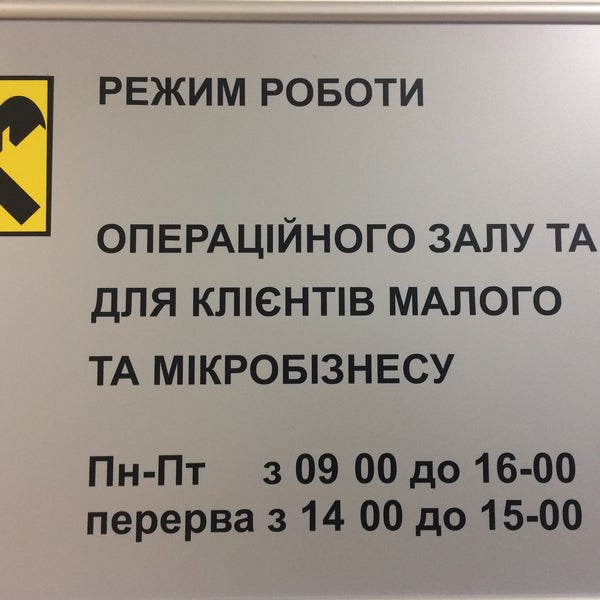 РЕЖИМ РОБОТИ
ОПЕРАЦІЙНОГО ЗАЛУ ТА
ДЛЯ КЛІЄНТІВ МАЛОГО
ТА МІКРОБІЗНЕСУ
Пн-Пт з 09 00 до 16-00
перерва з 14 00 до 15-00